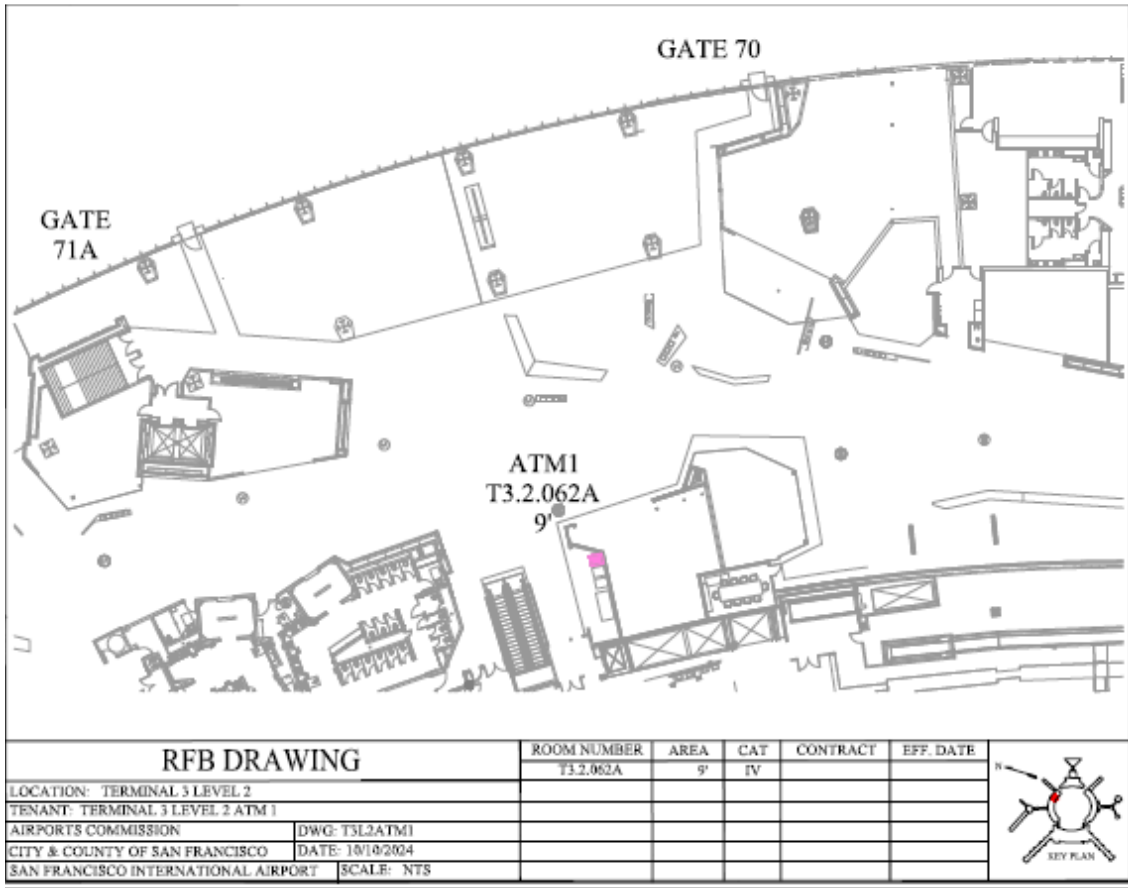 GATE 70
GATE
71A
ATM1
T3.2.062A
9'
RFB DRAWING
ROOM NUMBER AREA CAT CONTRACT EFF. DATE
T3.2.062A 9' IV
LOCATION: TERMINAL 3 LEVEL 2
TENANT: TERMINAL 3 LEVEL 2 ATM 1
AIRPORTS COMMISSION DWG: T3L2ATM1
CITY & COUNTY OF SAN FRANCISCO DATE: 10/10/2024
SAN FRANCISCO INTERNATIONAL AIRPORT SCALE: NTS
N
KEY PLAN